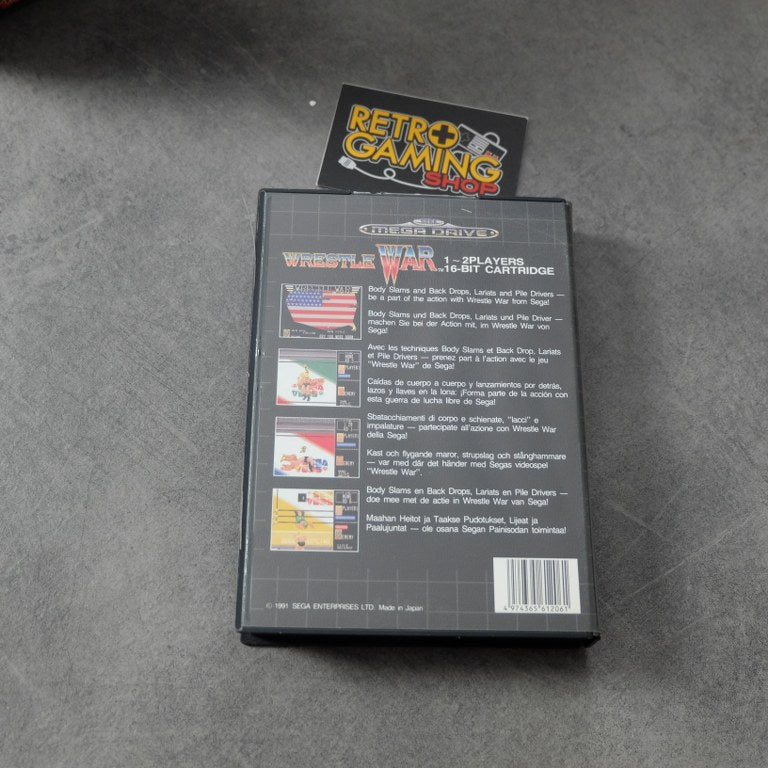 RETRO
GAMING
SHOP
SEGA
MEGA DRIVE
WRESTLE WAR™
1~2PLAYERS
16-BIT CARTRIDGE
WRESTLE WAR
Body Slams and Back Drops, Lariats and Pile Drivers —
be a part of the action with Wrestle War from Sega!
Body Slams und Back Drops, Lariats und Pile Driver —
machen Sie bei der Action mit, im Wrestle War von
Sega!
Avec les techniques Body Slams et Back Drop, Lariats
et Pile Drivers — prenez part à l'action avec le jeu
"Wrestle War" de Sega!
Caídas de cuerpo a cuerpo y lanzamientos por detrás,
lazos y llaves en la lona: ¡Forma parte de la acción con
esta guerra de lucha libre de Sega!
Sbatacchiamenti di corpo e schienate, "lacci" e
impalature — partecipate all'azione con Wrestle War
della Sega!
Kast och flygande maror, strupslag och stånghammare
— var med där det händer med Segas videospel
"Wrestle War".
Body Slams en Back Drops, Lariats en Pile Drivers —
doe mee met de actie in Wrestle War van Sega!
Maahan Heitot ja Taakse Pudotukset, Lijeat ja
Paalujuntat — ole osana Segan Painisodan toimintaa!
4 974365 612061
© 1991 SEGA ENTERPRISES LTD. Made in Japan